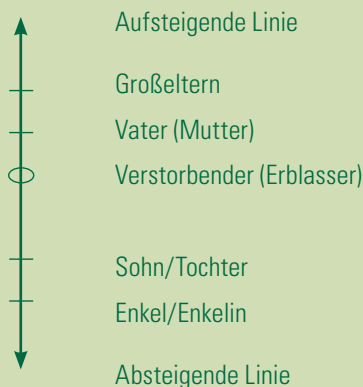 Aufsteigende Linie
Großeltern
Vater (Mutter)
Verstorbender (Erblasser)
Sohn/Tochter
Enkel/Enkelin
Absteigende Linie